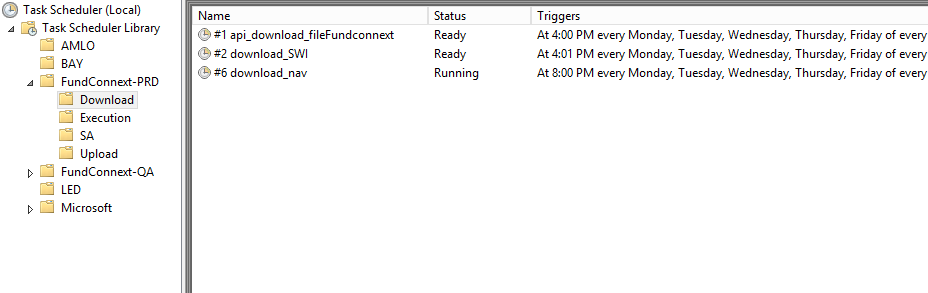 Task Scheduler (Local)
Task Scheduler Library
AMLO
BAY
FundConnext-PRD
Download
Execution
SA
Upload
FundConnext-QA
LED
Microsoft
Name Status Triggers
#1 api_download_fileFundconnext Ready At 4:00 PM every Monday, Tuesday, Wednesday, Thursday, Friday of every
#2 download_SWI Ready At 4:01 PM every Monday, Tuesday, Wednesday, Thursday, Friday of every
#6 download_nav Running At 8:00 PM every Monday, Tuesday, Wednesday, Thursday, Friday of every